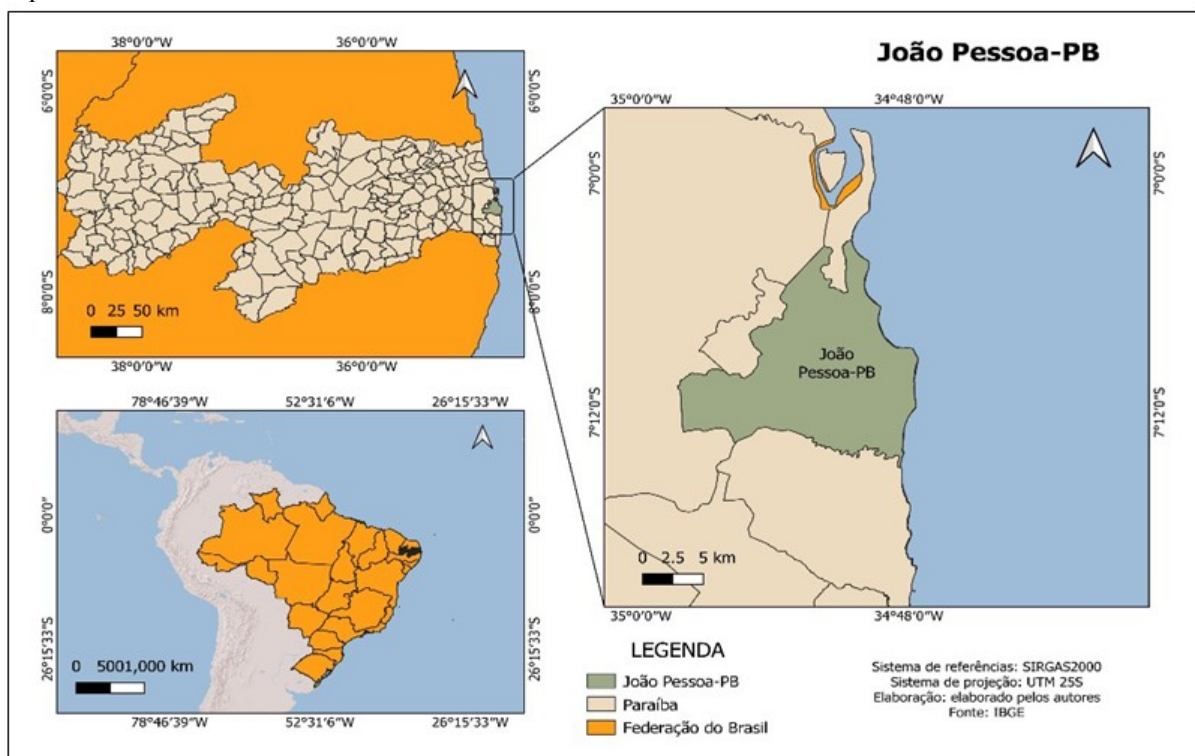 João Pessoa-PB
38°0′0″W 36°0′0″W
6°0′0″S 6°0′0″S
8°0′0″S 8°0′0″S
0 25 50 km
38°0′0″W 36°0′0″W
35°0′0″W 34°48′0″W
7°0′0″S 7°0′0″S
João
Pessoa-PB
7°12′0″S 7°12′0″S
0 2.5 5 km
35°0′0″W 34°48′0″W
78°46′39″W 52°31′6″W 26°15′33″W
0°0′0″ 0°0′0″
26°15′33″S 26°15′33″S
0 5001,000 km
78°46′39″W 52°31′6″W 26°15′33″W
LEGENDA
João Pessoa-PB
Paraíba
Federação do Brasil
Sistema de referências: SIRGAS2000
Sistema de projeção: UTM 25S
Elaboração: elaborado pelos autores
Fonte: IBGE